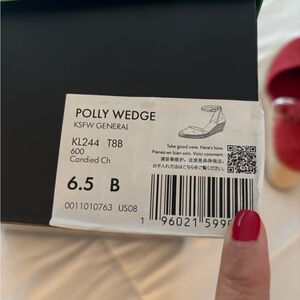 POLLY WEDGE
KSFW GENERAL
KL244 T8B
600
Candied Ch
6.5 B
0011010763 US08
Take good care. Here's how.
Prenez-en bien soin. Voici comment.
1 96021 599